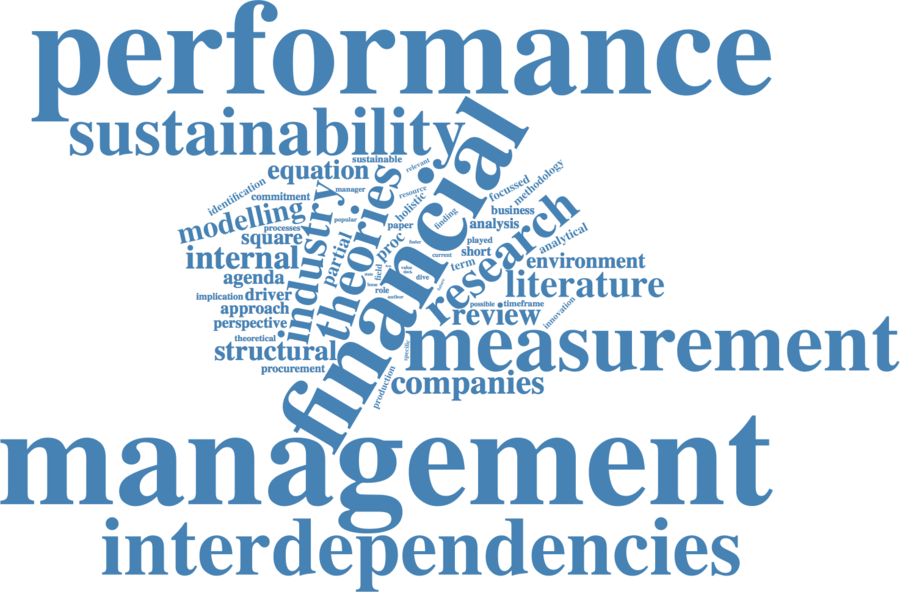 performance
sustainability
financial
sustainable
relevant
equation
identification
manager
commitment
resource
focussed
methodology
theories
industry
holistic
modelling
popular
processes
finding
business
paper
analysis
research
square
partial
proc
analytical
played
current
short
internal
term
environment
field
agenda
value
dive
literature
role
author
implication
driver
possible
timeframe
approach
review
innovation
perspective
theoretical
measurement
structural
specific
procurement
production
companies
management
interdependencies